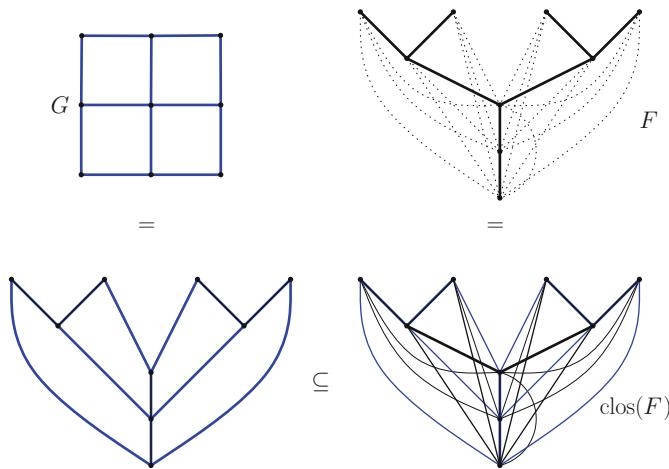 G
F
= =
⊆
clos(F)